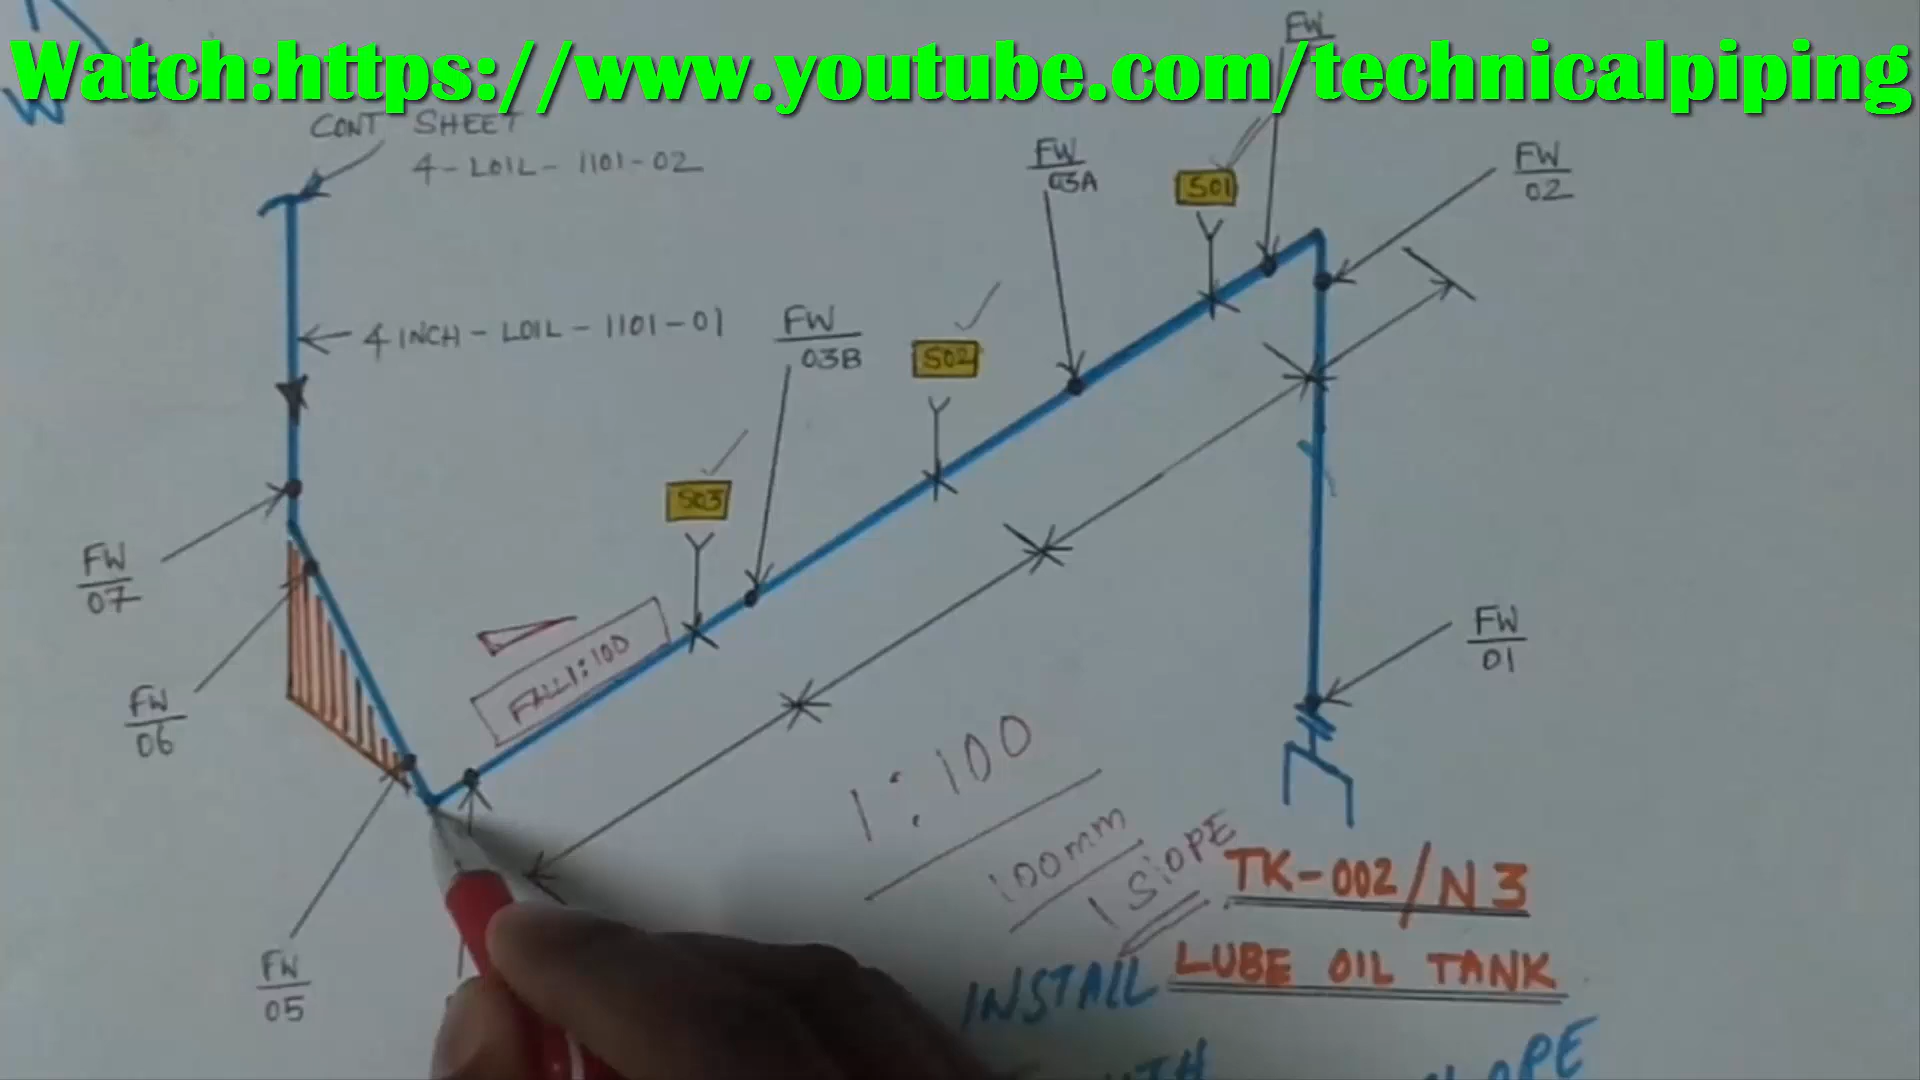 Watch:https://www.youtube.com/technicalpiping
FW
CONT SHEET
4-LOIL-1101-02
FW
03A
S01
FW
02
4 INCH-LOIL-1101-01
FW
03B
S02
S03
FW
07
FALL 1:100
FW
01
FW
06
1:100
100mm
1 SlOPE
TK-002/N3
LUBE OIL TANK
FW
05
INSTALL